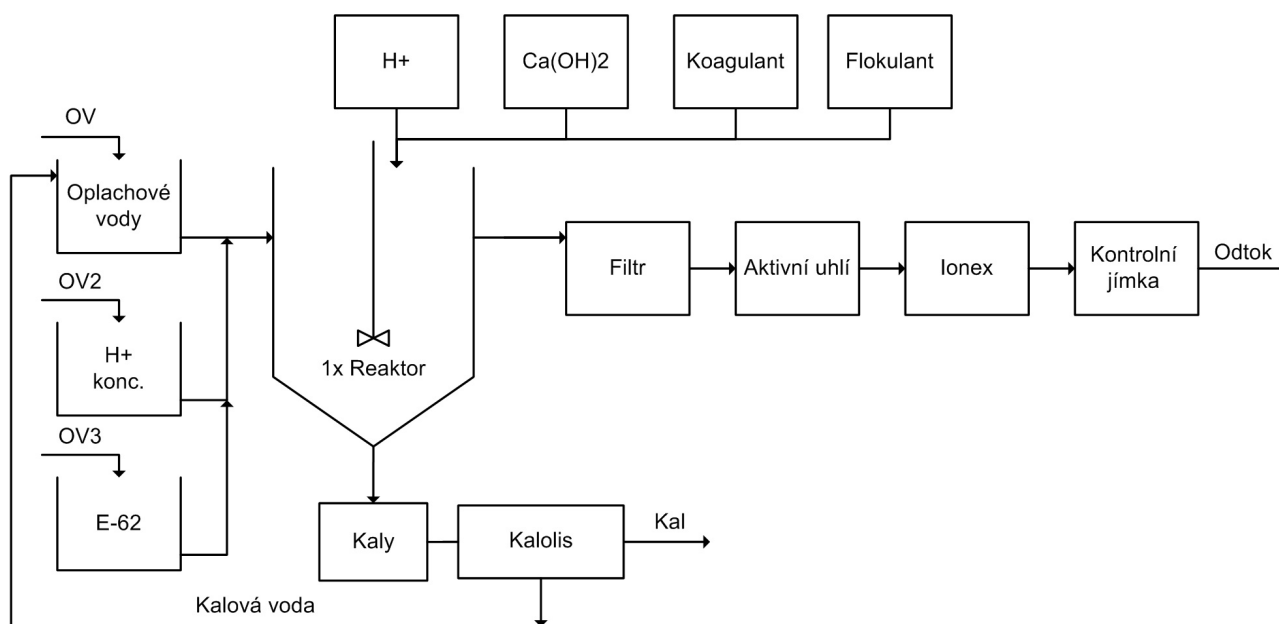 H+
Ca(OH)2
Koagulant
Flokulant
OV
Oplachové
vody
OV2
H+
konc.
OV3
E-62
1x Reaktor
Filtr
Aktivní uhlí
Ionex
Kontrolní
jímka
Odtok
Kaly
Kalolis
Kal
Kalová voda